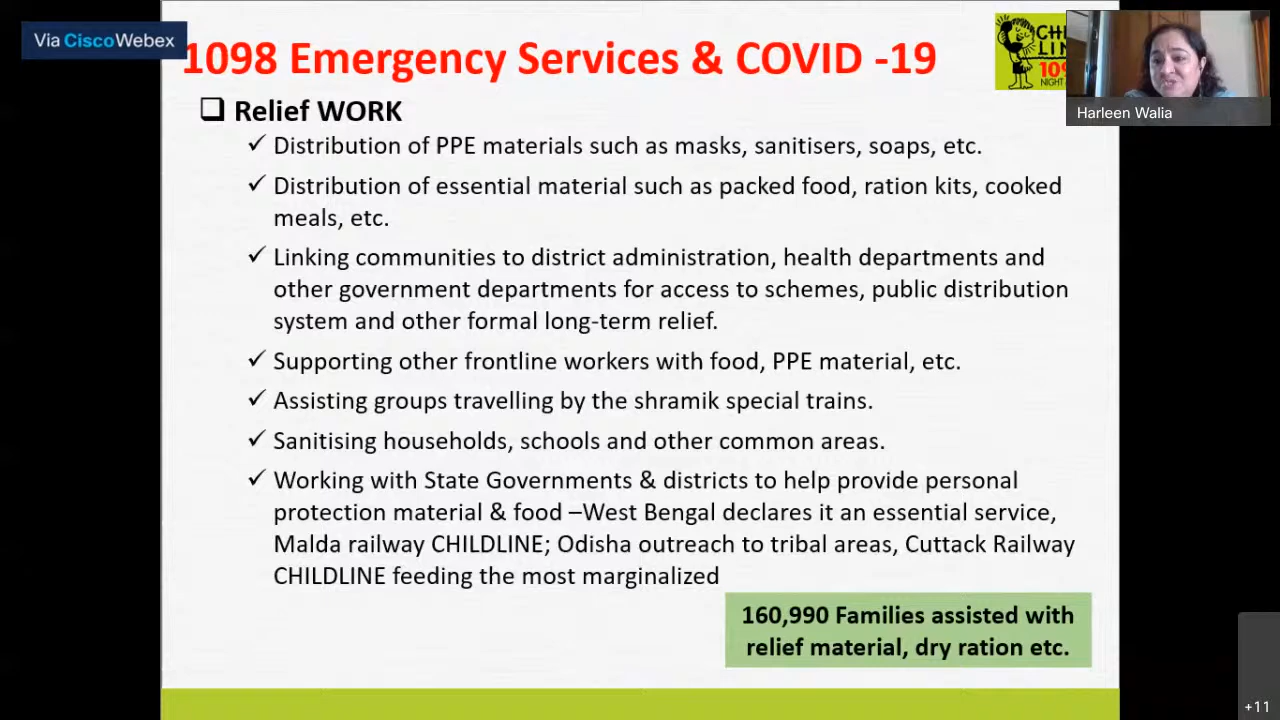 Via CiscoWebex
1098 Emergency Services & COVID -19
CHI
LIN
109
NIGHT
Harleen Walia
❑ Relief WORK
✓ Distribution of PPE materials such as masks, sanitisers, soaps, etc.
✓ Distribution of essential material such as packed food, ration kits, cooked
meals, etc.
✓ Linking communities to district administration, health departments and
other government departments for access to schemes, public distribution
system and other formal long-term relief.
✓ Supporting other frontline workers with food, PPE material, etc.
✓ Assisting groups travelling by the shramik special trains.
✓ Sanitising households, schools and other common areas.
✓ Working with State Governments & districts to help provide personal
protection material & food –West Bengal declares it an essential service,
Malda railway CHILDLINE; Odisha outreach to tribal areas, Cuttack Railway
CHILDLINE feeding the most marginalized
160,990 Families assisted with
relief material, dry ration etc.
+11